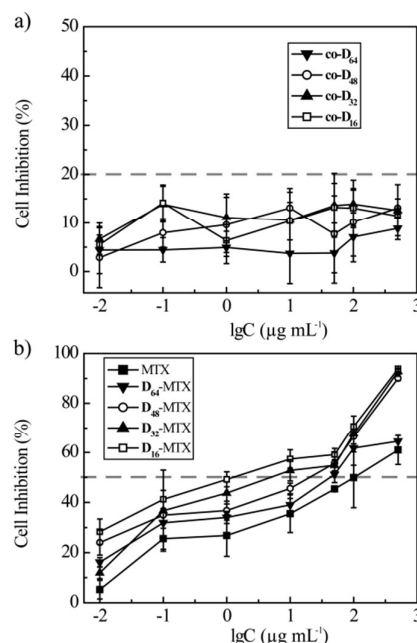 a)
50
40
30
20
10
0
Cell Inhibition (%)
co-D64
co-D48
co-D32
co-D16
-2 -1 0 1 2 3
lgC (µg mL-1)
b)
100
80
60
40
20
0
Cell Inhibition (%)
MTX
D64-MTX
D48-MTX
D32-MTX
D16-MTX
-2 -1 0 1 2 3
lgC (µg mL-1)